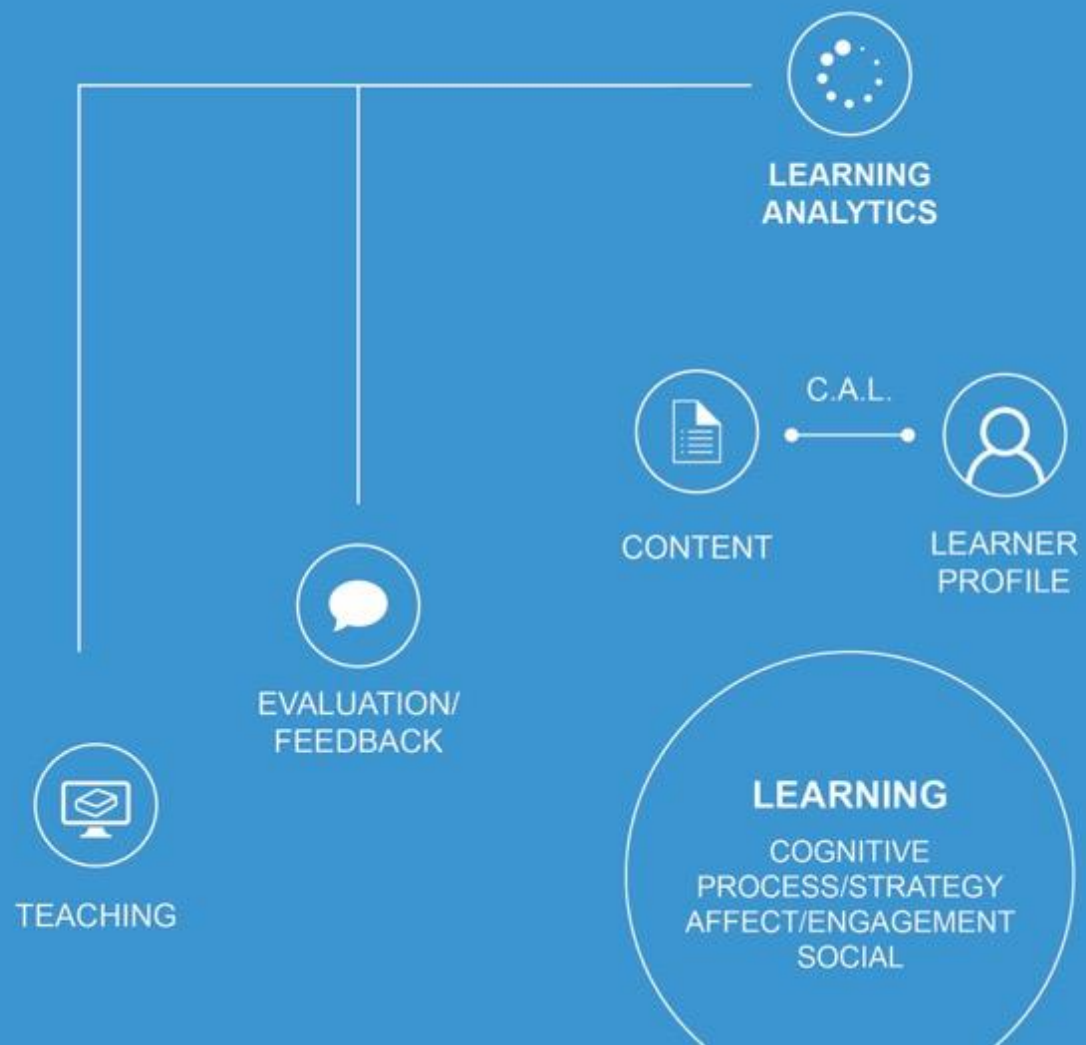 LEARNING
ANALYTICS
C.A.L.
CONTENT
LEARNER
PROFILE
EVALUATION/
FEEDBACK
TEACHING
LEARNING
COGNITIVE
PROCESS/STRATEGY
AFFECT/ENGAGEMENT
SOCIAL